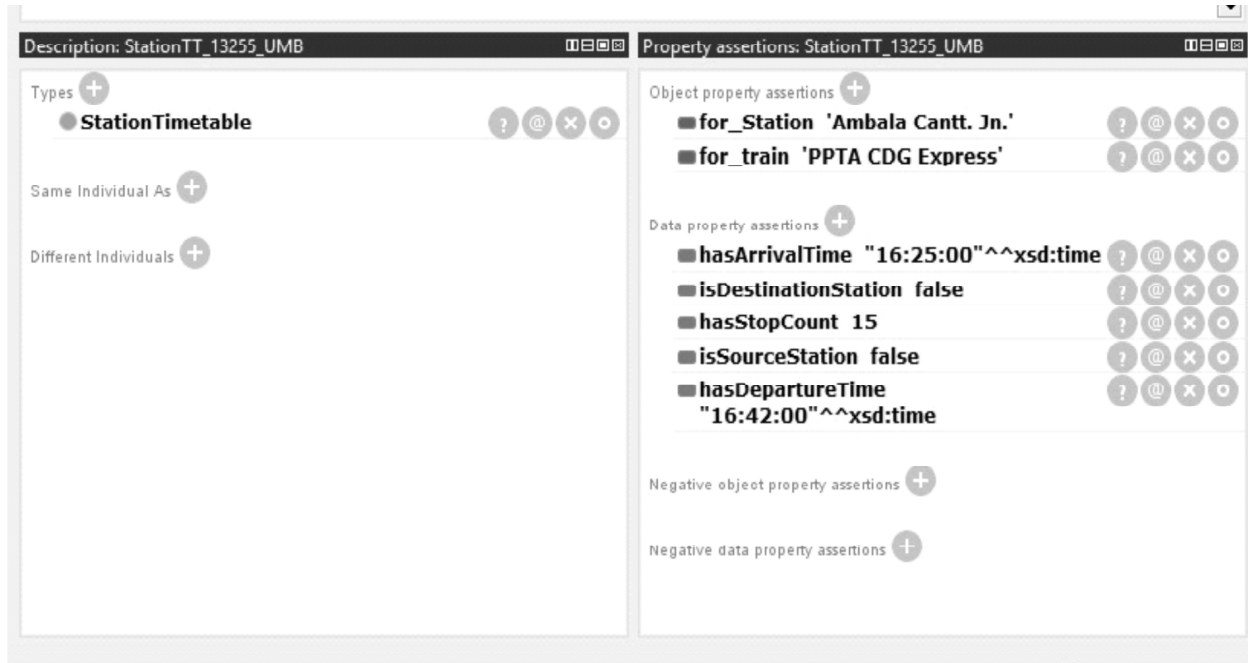 Description: StationTT_13255_UMB
Types
StationTimetable
Same Individual As
Different Individuals
Property assertions: StationTT_13255_UMB
Object property assertions
for_Station 'Ambala Cantt. Jn.'
for_train 'PPTA CDG Express'
Data property assertions
hasArrivalTime "16:25:00"^^xsd:time
isDestinationStation false
hasStopCount 15
isSourceStation false
hasDepartureTime
"16:42:00"^^xsd:time
Negative object property assertions
Negative data property assertions